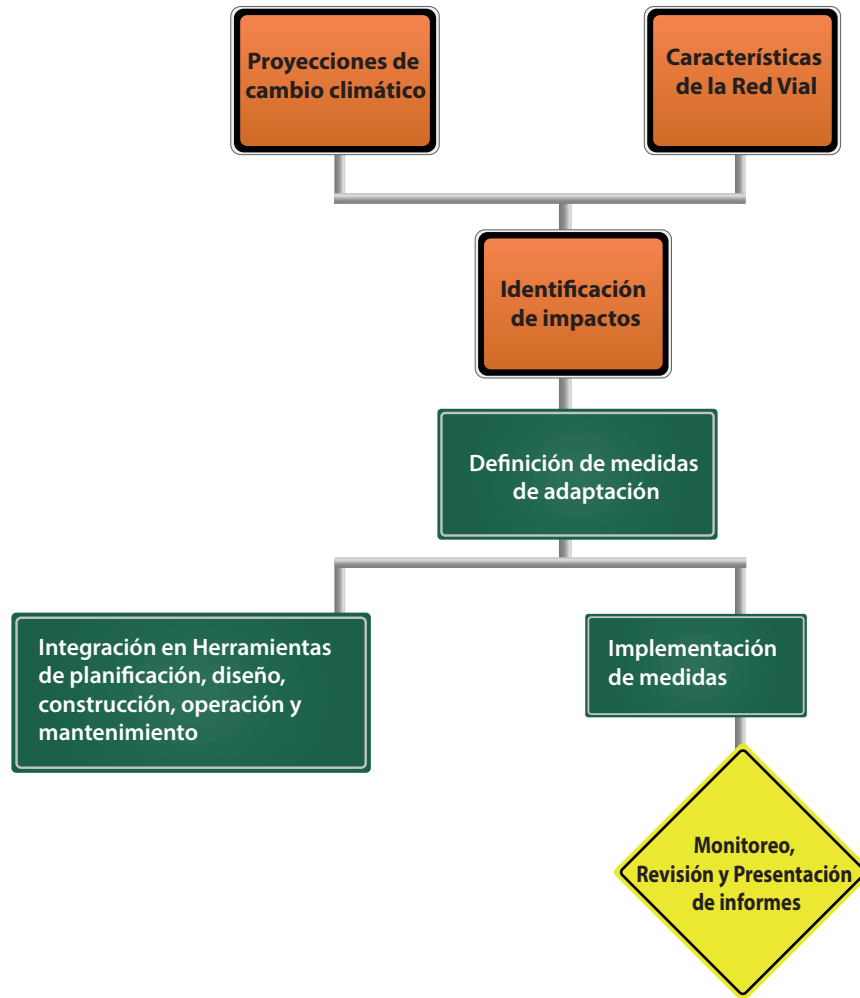 Proyecciones de
cambio climático
Características
de la Red Vial
Identificación
de impactos
Definición de medidas
de adaptación
Integración en Herramientas
de planificación, diseño,
construcción, operación y
mantenimiento
Implementación
de medidas
Monitoreo,
Revisión y Presentación
de informes